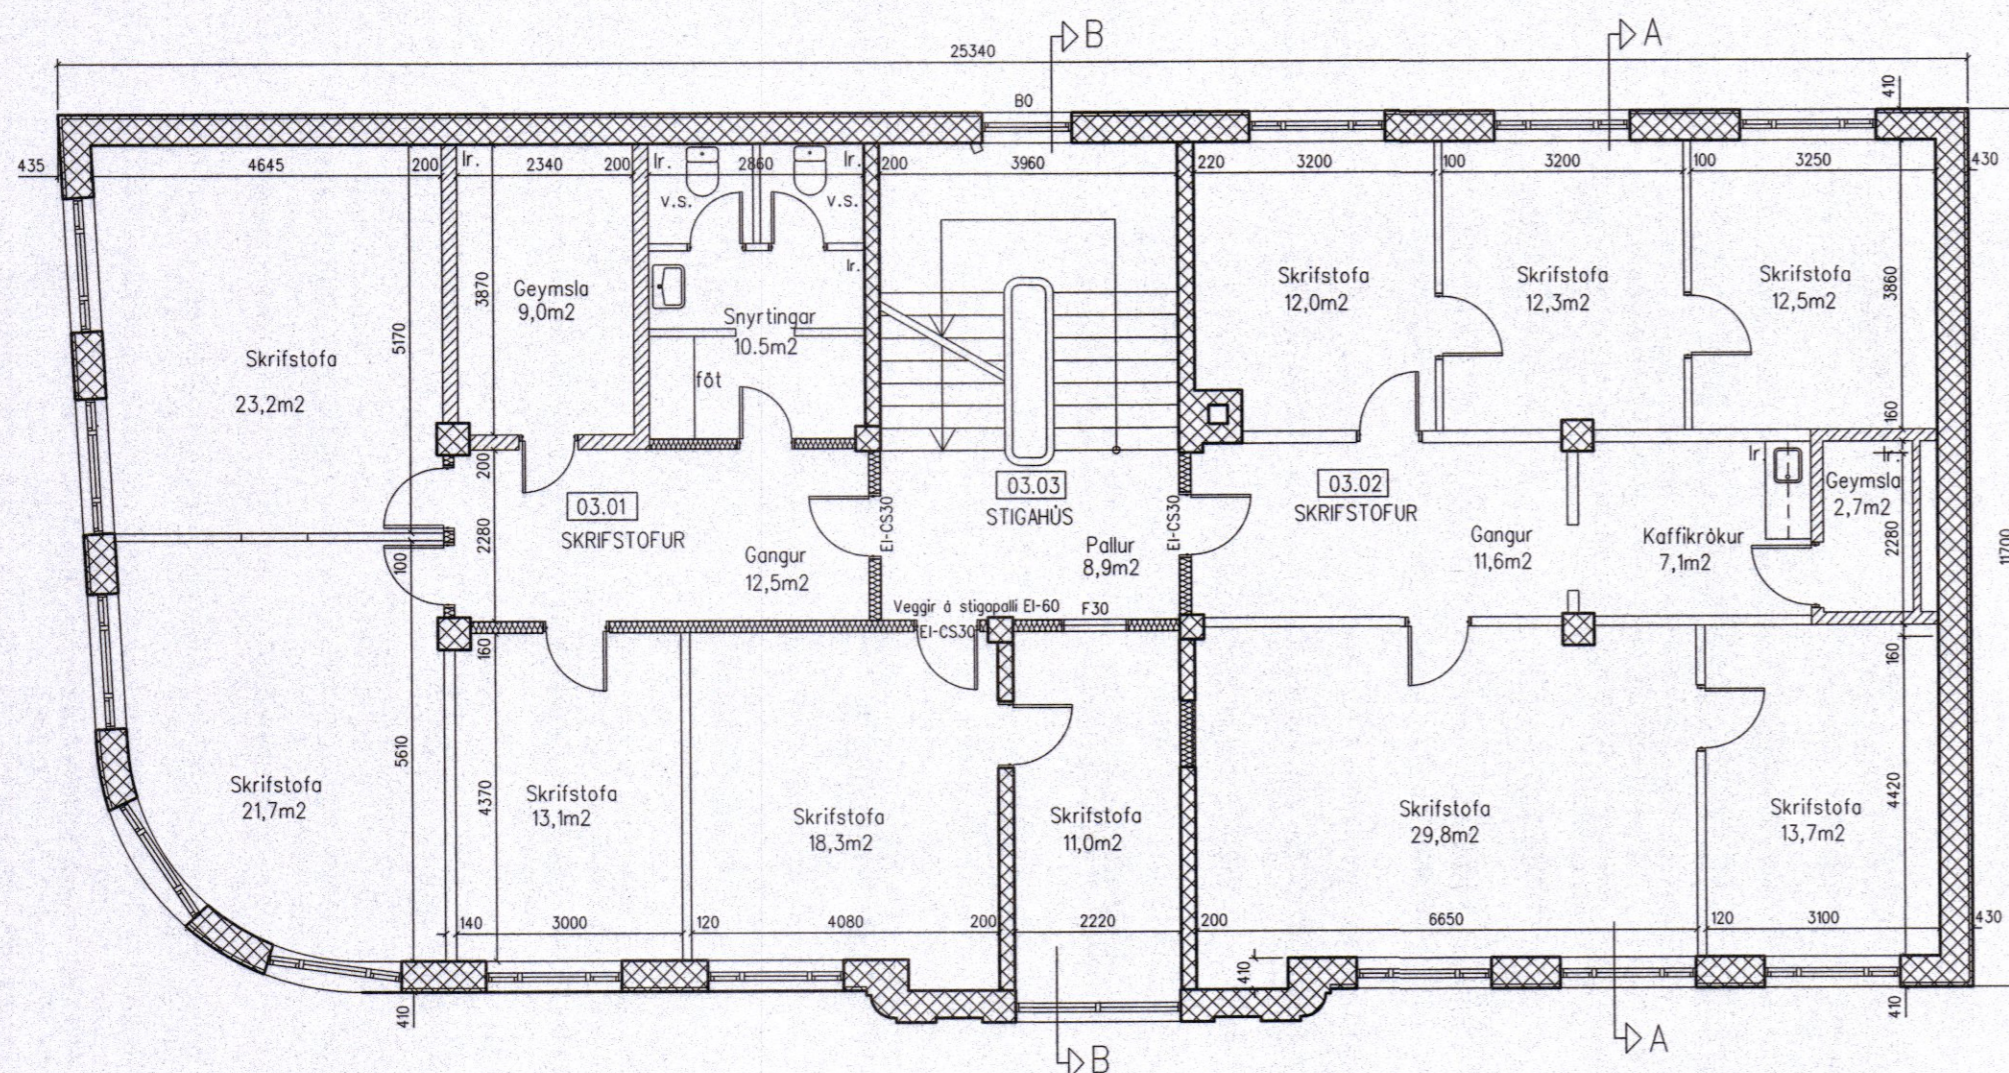 B
A
25340
410
B0
435
4645
200
lr.
2340
200
lr.
2860
lr.
200
3960
220
3200
100
3200
100
3250
430
v.s.
v.s.
lr.
3870
5170
Geymsla
9,0m2
Snyrtingar
10.5m2
föt
Skrifstofa
23,2m2
Skrifstofa
12,0m2
Skrifstofa
12,3m2
Skrifstofa
12,5m2
3860
160
200
2280
100
03.01
SKRIFSTOFUR
Gangur
12,5m2
EI-CS30
03.03
STIGAHÚS
Pallur
8,9m2
EI-CS30
03.02
SKRIFSTOFUR
Gangur
11,6m2
Kaffikrókur
7,1m2
lr.
lr.
Geymsla
2,7m2
2280
11700
Veggir á stigapalli EI-60
F30
EI-CS30
160
160
5610
4370
4420
Skrifstofa
21,7m2
Skrifstofa
13,1m2
Skrifstofa
18,3m2
Skrifstofa
11,0m2
Skrifstofa
29,8m2
Skrifstofa
13,7m2
140
3000
120
4080
200
2220
200
6650
120
3100
430
410
410
410
B
A